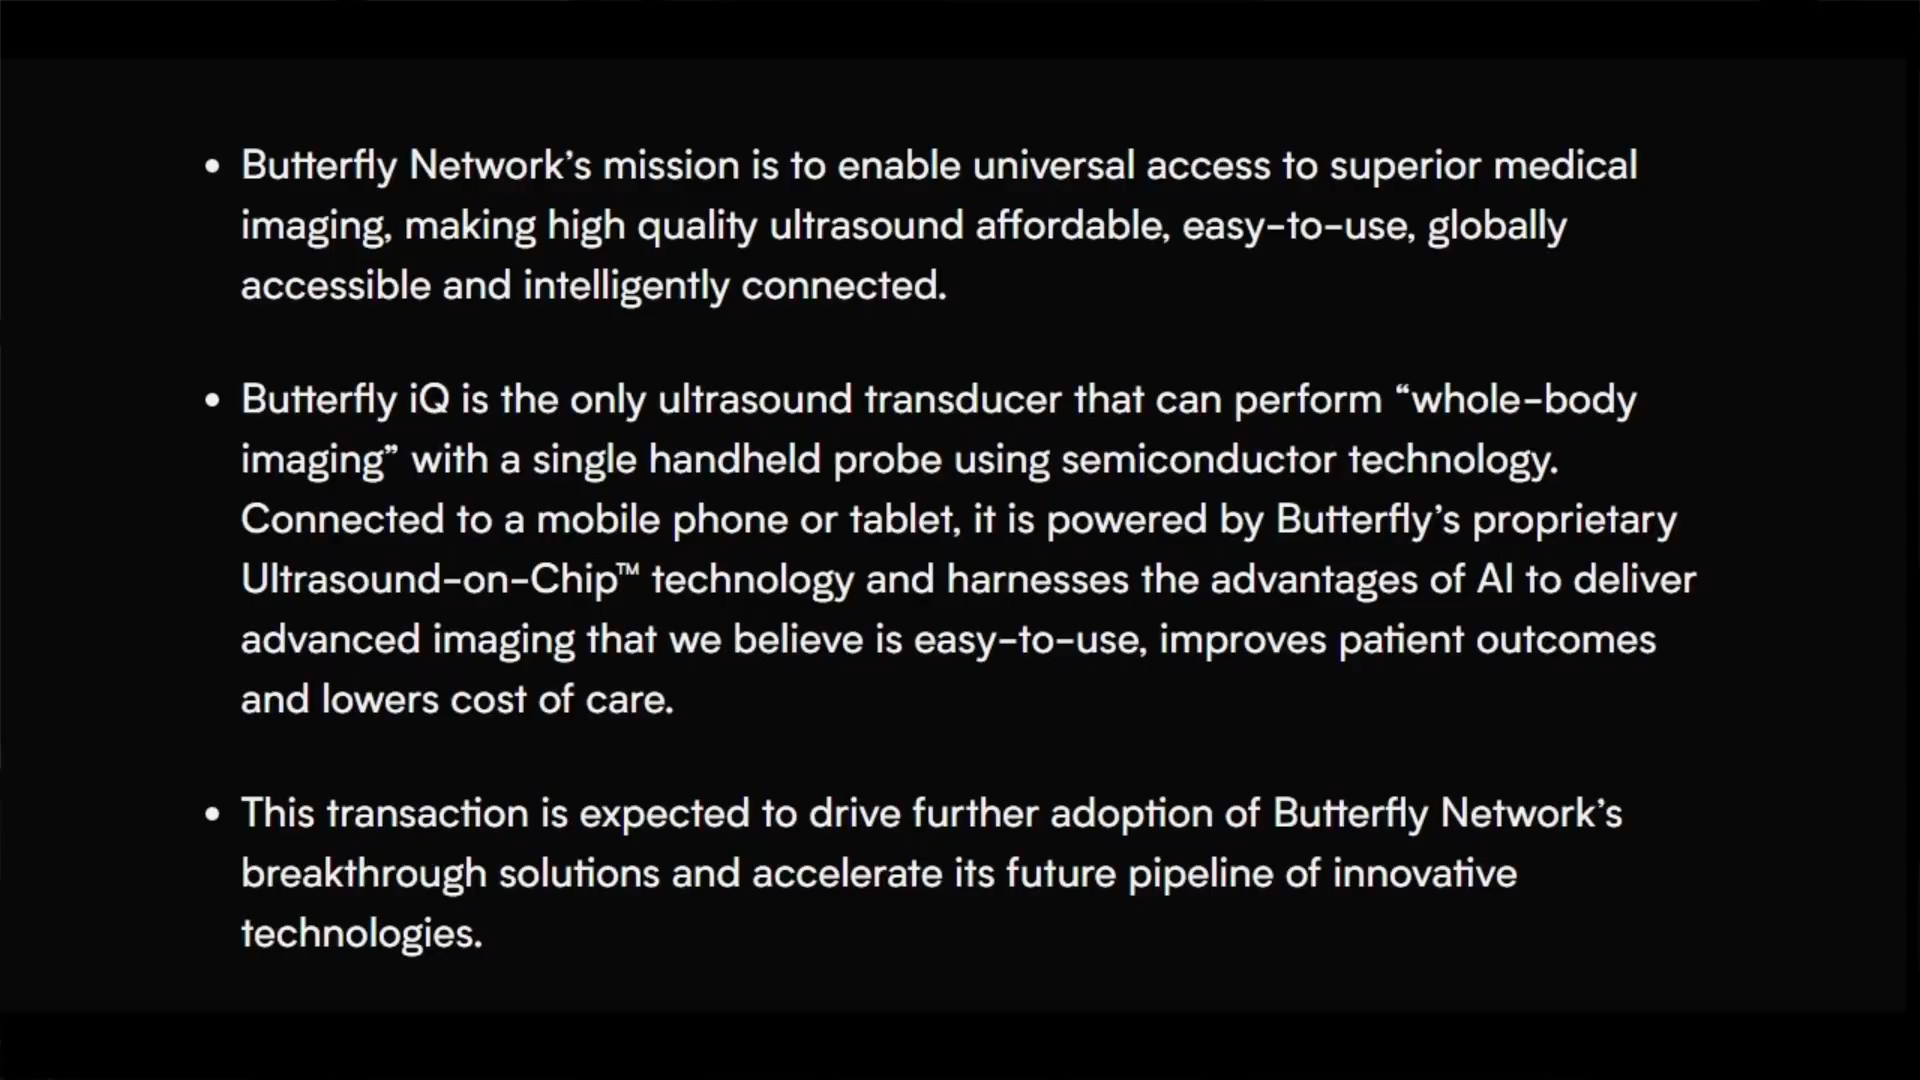 • Butterfly Network’s mission is to enable universal access to superior medical
imaging, making high quality ultrasound affordable, easy-to-use, globally
accessible and intelligently connected.
• Butterfly iQ is the only ultrasound transducer that can perform “whole-body
imaging” with a single handheld probe using semiconductor technology.
Connected to a mobile phone or tablet, it is powered by Butterfly’s proprietary
Ultrasound-on-Chip™ technology and harnesses the advantages of AI to deliver
advanced imaging that we believe is easy-to-use, improves patient outcomes
and lowers cost of care.
• This transaction is expected to drive further adoption of Butterfly Network’s
breakthrough solutions and accelerate its future pipeline of innovative
technologies.